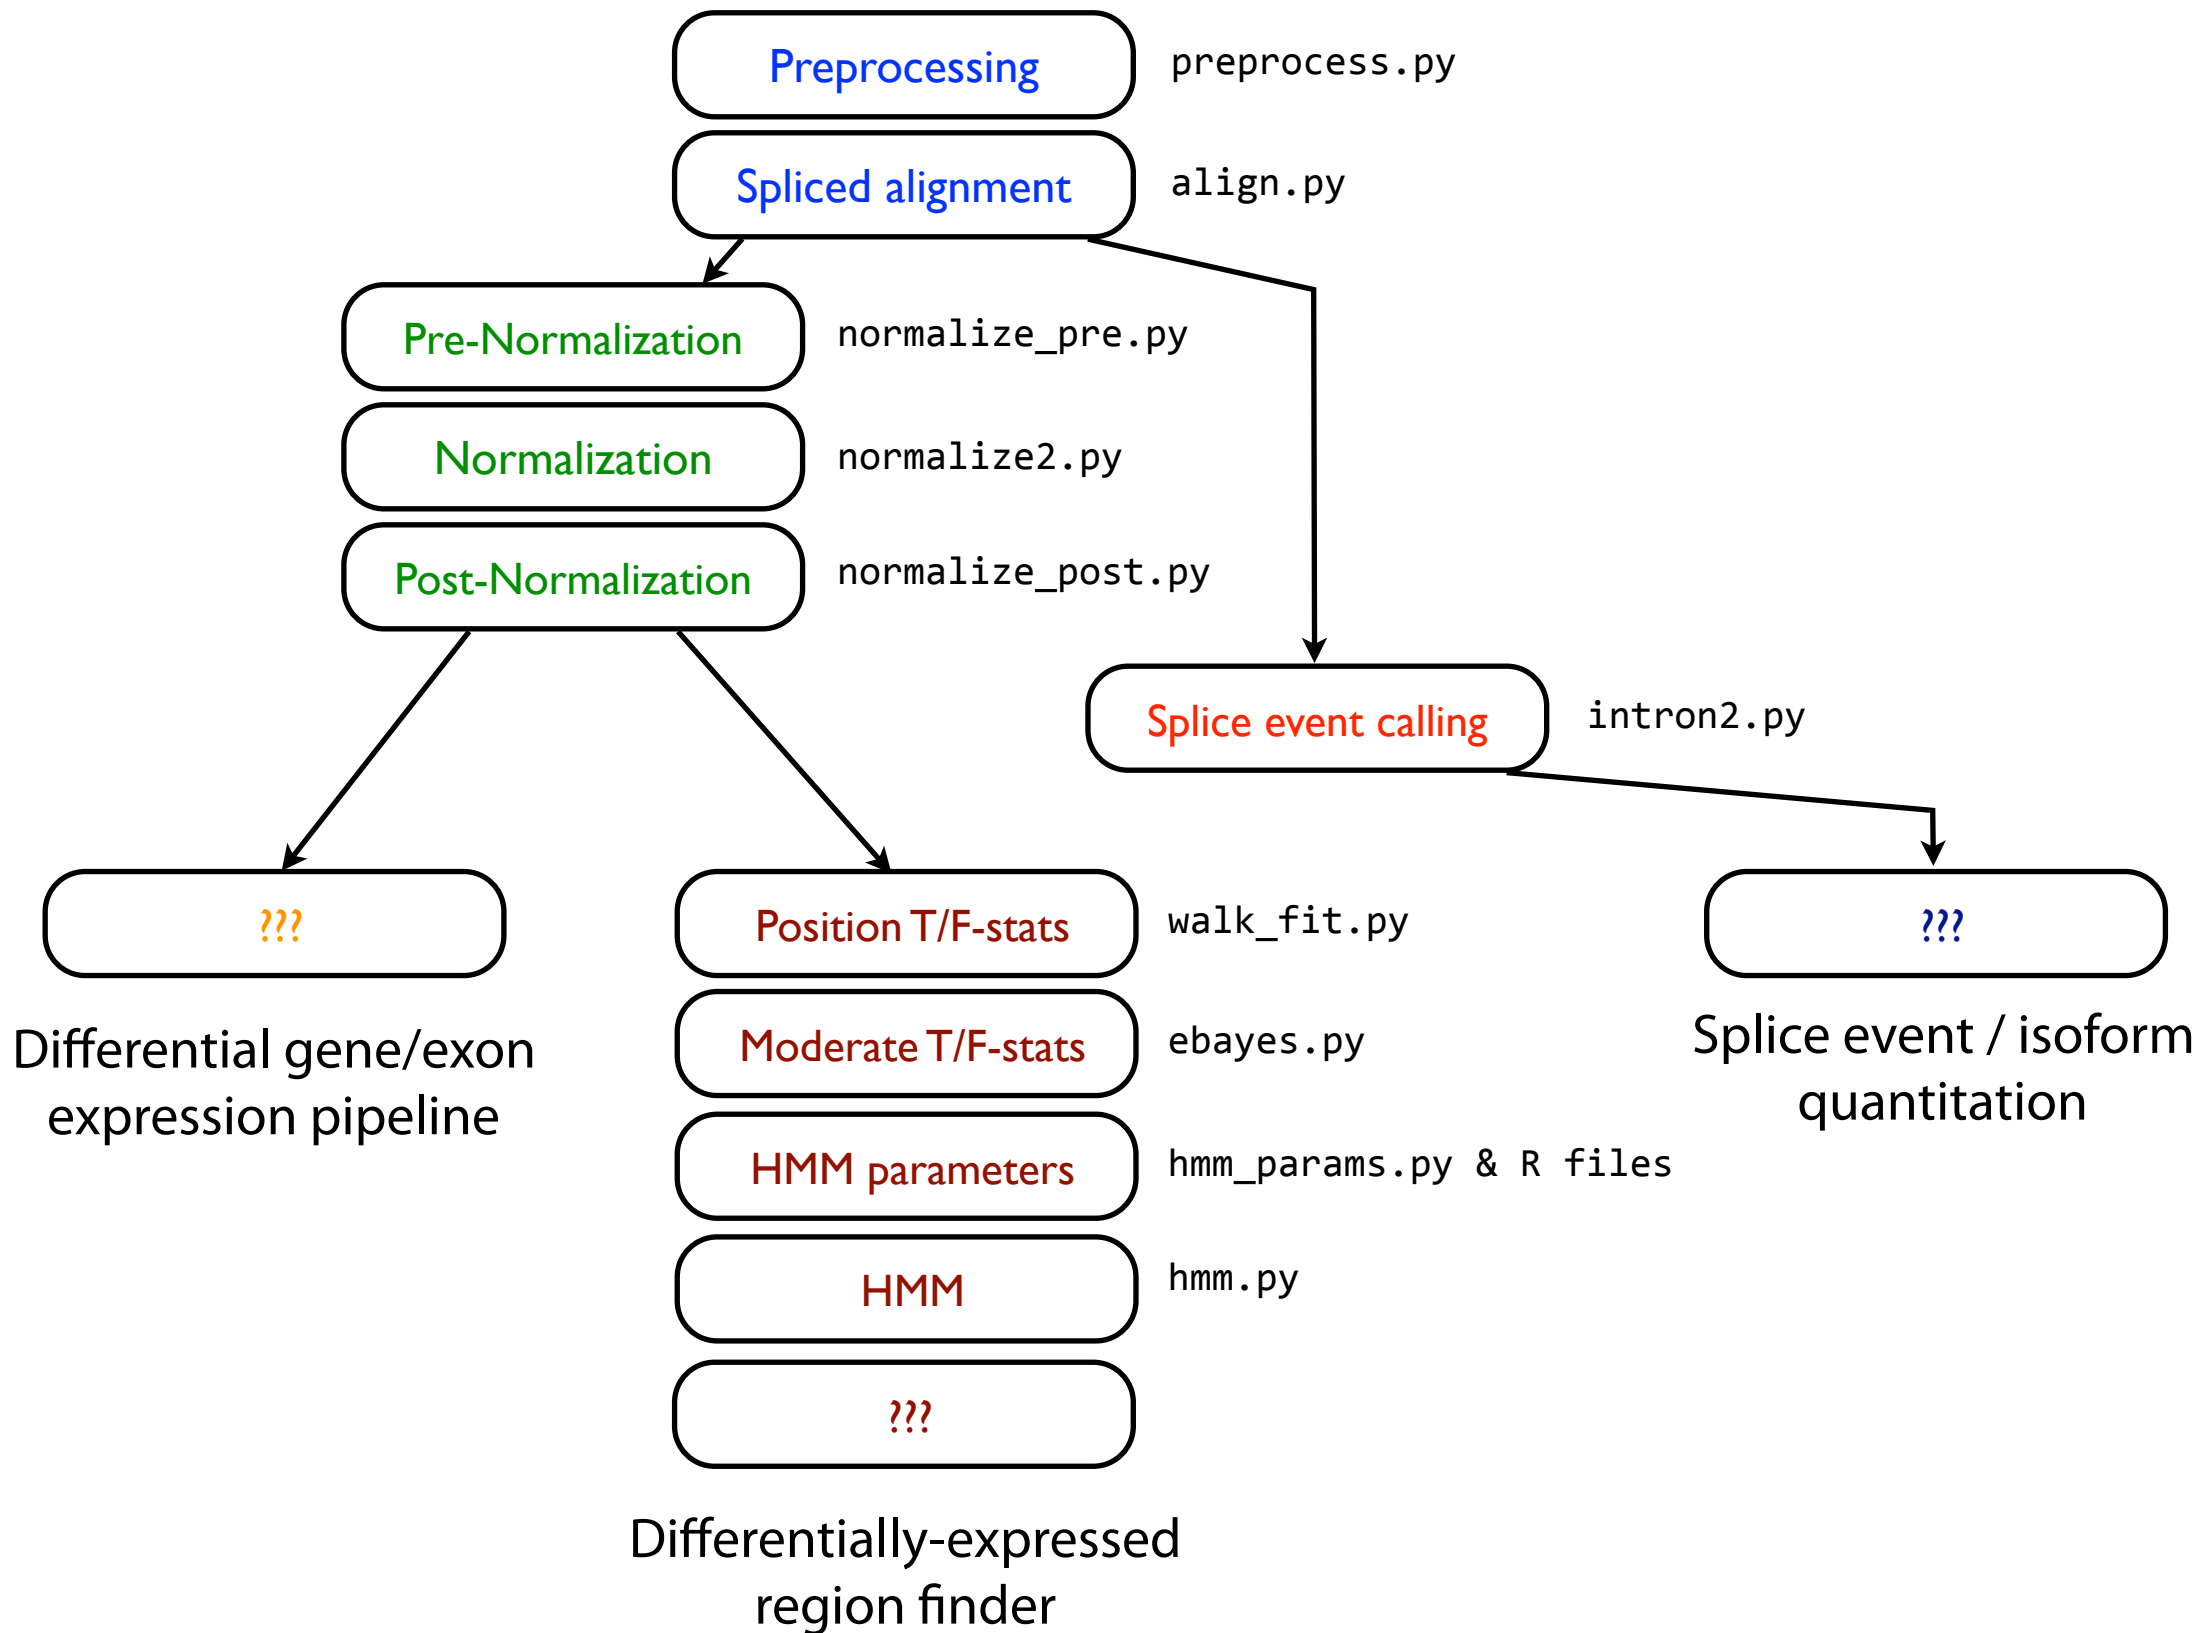 Preprocessing
preprocess.py
Spliced alignment
align.py
Pre-Normalization
normalize_pre.py
Normalization
normalize2.py
Post-Normalization
normalize_post.py
Splice event calling
intron2.py
???
Differential gene/exon
expression pipeline
Position T/F-stats
walk_fit.py
Moderate T/F-stats
ebayes.py
HMM parameters
hmm_params.py & R files
HMM
hmm.py
???
Differentially-expressed
region finder
???
Splice event / isoform
quantitation